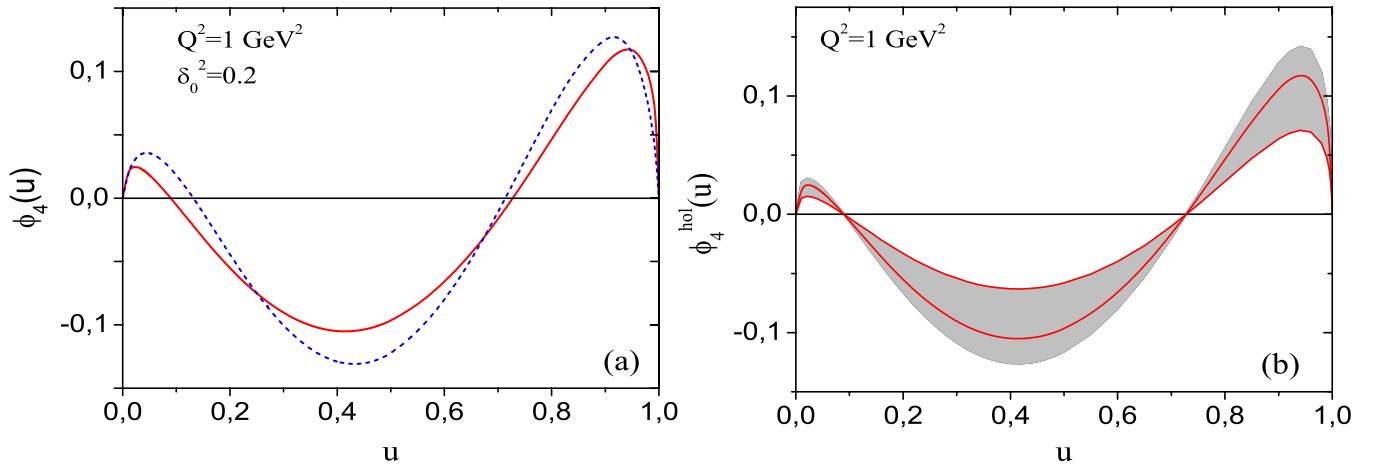 Q²=1 GeV²
δ₀²=0.2
0,1
0,0
-0,1
ϕ₄(u)
(a)
0,0 0,2 0,4 0,6 0,8 1,0
u
Q²=1 GeV²
0,1
0,0
-0,1
ϕ₄ʰᵒˡ(u)
(b)
0,0 0,2 0,4 0,6 0,8 1,0
u